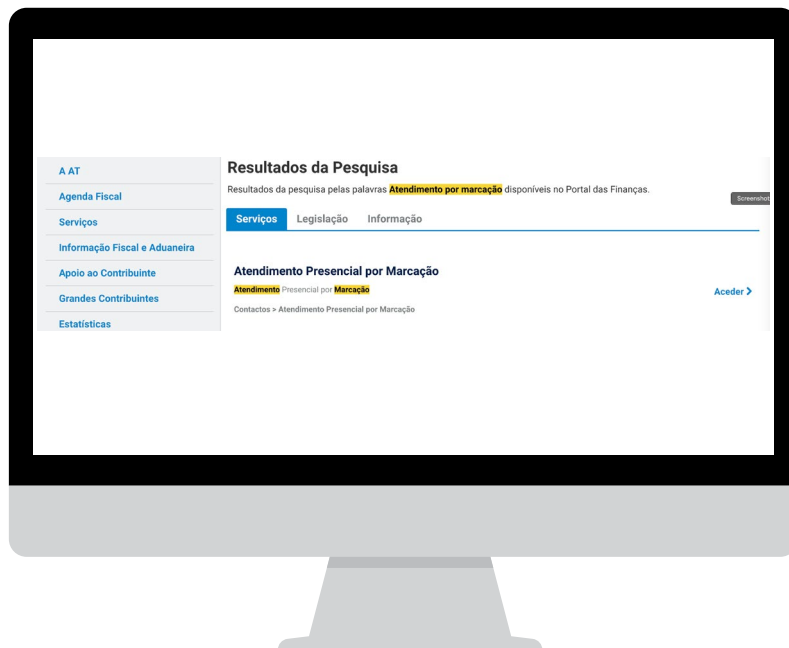 A AT
Agenda Fiscal
Serviços
Informação Fiscal e Aduaneira
Apoio ao Contribuinte
Grandes Contribuintes
Estatísticas
Resultados da Pesquisa
Resultados da pesquisa pelas palavras Atendimento por marcação disponíveis no Portal das Finanças.
Screenshot
Serviços Legislação Informação
Atendimento Presencial por Marcação
Atendimento Presencial por Marcação
Aceder
Contactos > Atendimento Presencial por Marcação